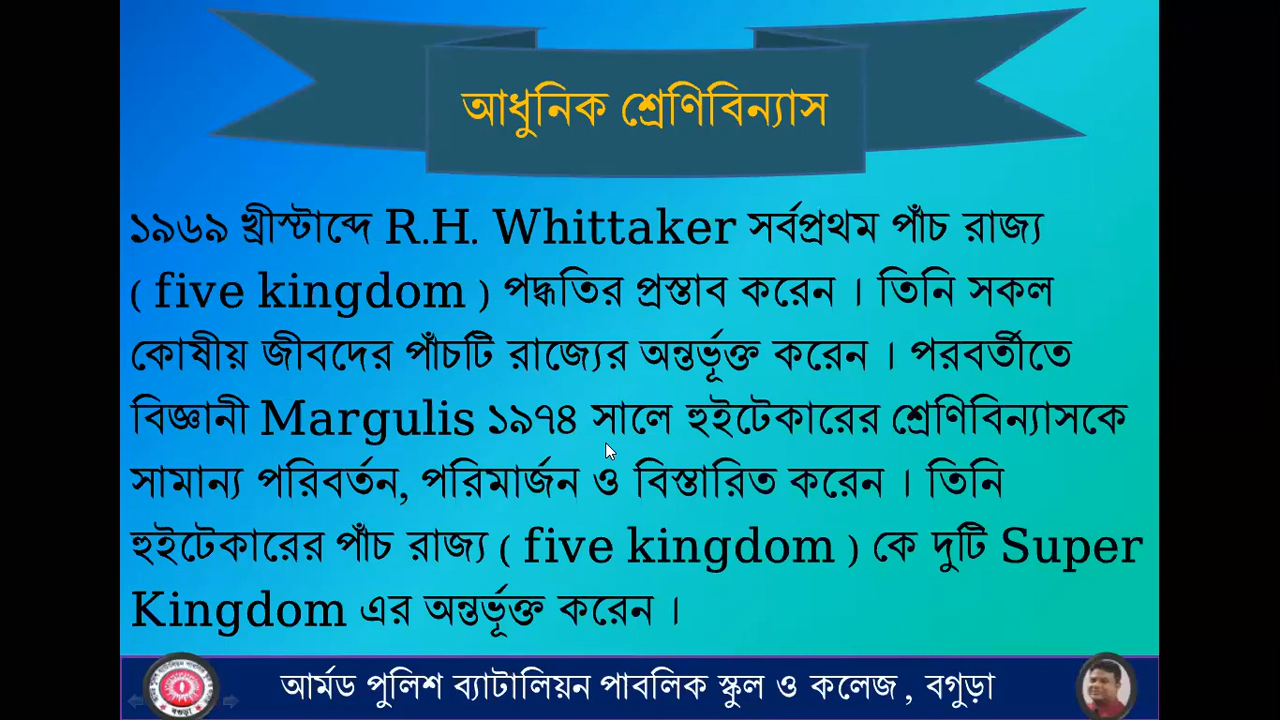 আধুনিক শ্রেণিবিন্যাস
১৯৬৯ খ্রীস্টাব্দে R.H. Whittaker সর্বপ্রথম পাঁচ রাজ্য
( five kingdom ) পদ্ধতির প্রস্তাব করেন । তিনি সকল
কোষীয় জীবদের পাঁচটি রাজ্যের অন্তর্ভূক্ত করেন । পরবর্তীতে
বিজ্ঞানী Margulis ১৯৭৪ সালে হুইটেকারের শ্রেণিবিন্যাসকে
সামান্য পরিবর্তন, পরিমার্জন ও বিস্তারিত করেন । তিনি
হুইটেকারের পাঁচ রাজ্য ( five kingdom ) কে দুটি Super
Kingdom এর অন্তর্ভূক্ত করেন ।
আর্মড পুলিশ ব্যাটালিয়ন পাবলিক স্কুল ও কলেজ , বগুড়া